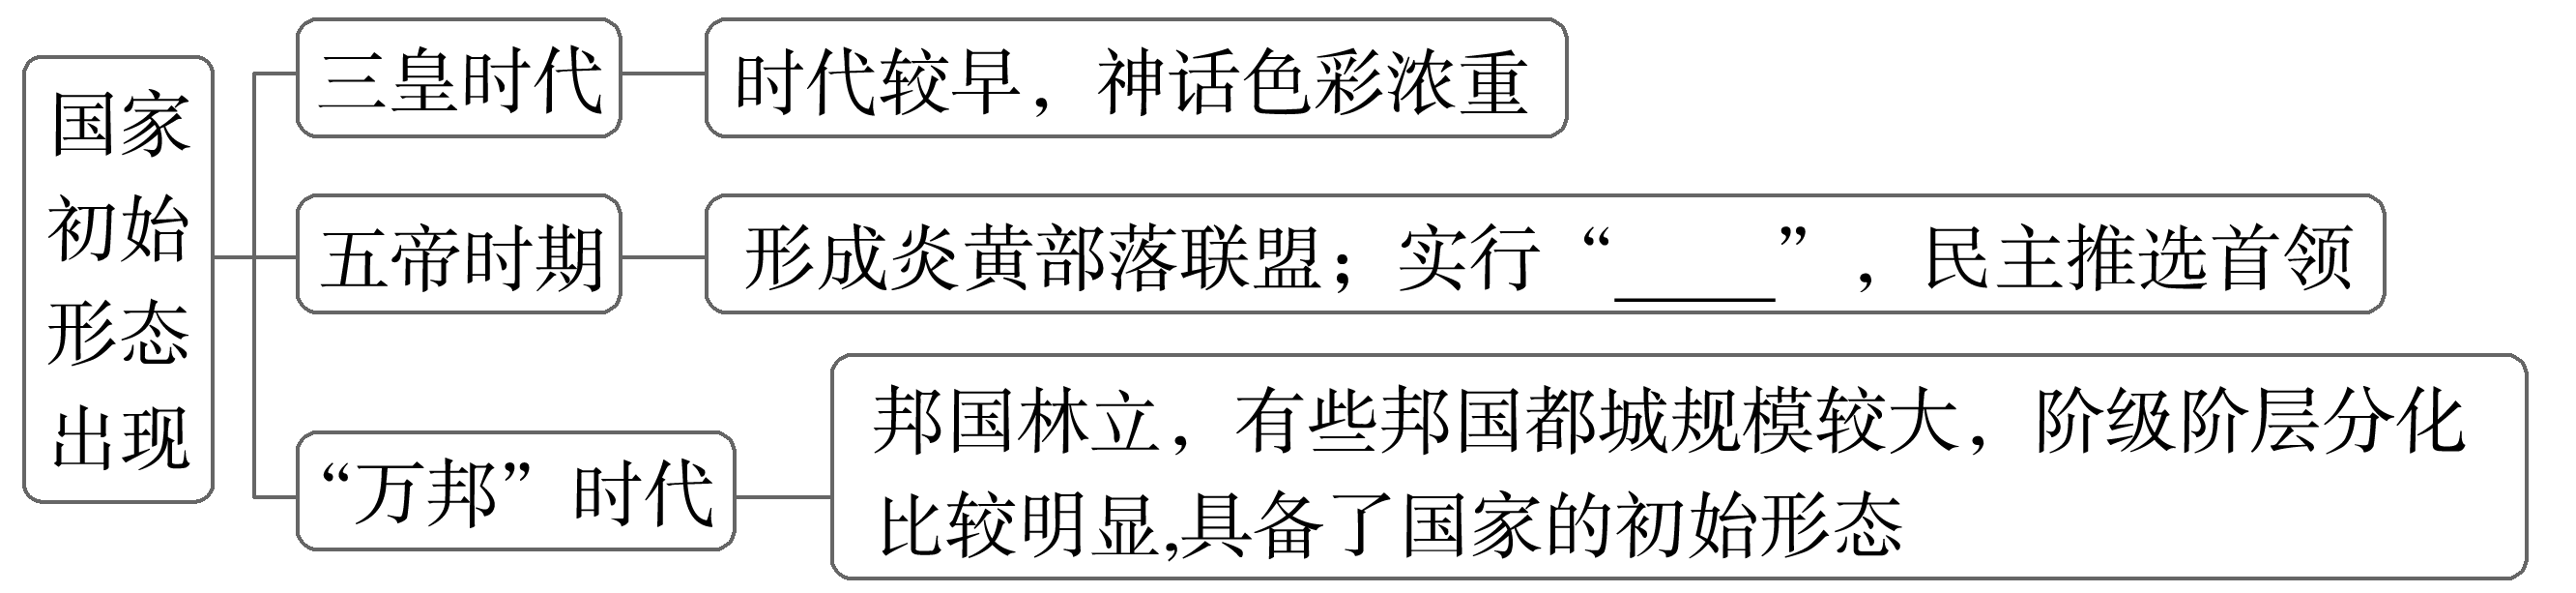 国家
初始
形态
出现
三皇时代
时代较早，神话色彩浓重
五帝时期
形成炎黄部落联盟；实行“_____”，民主推选首领
“万邦”时代
邦国林立，有些邦国都城规模较大，阶级阶层分化
比较明显,具备了国家的初始形态